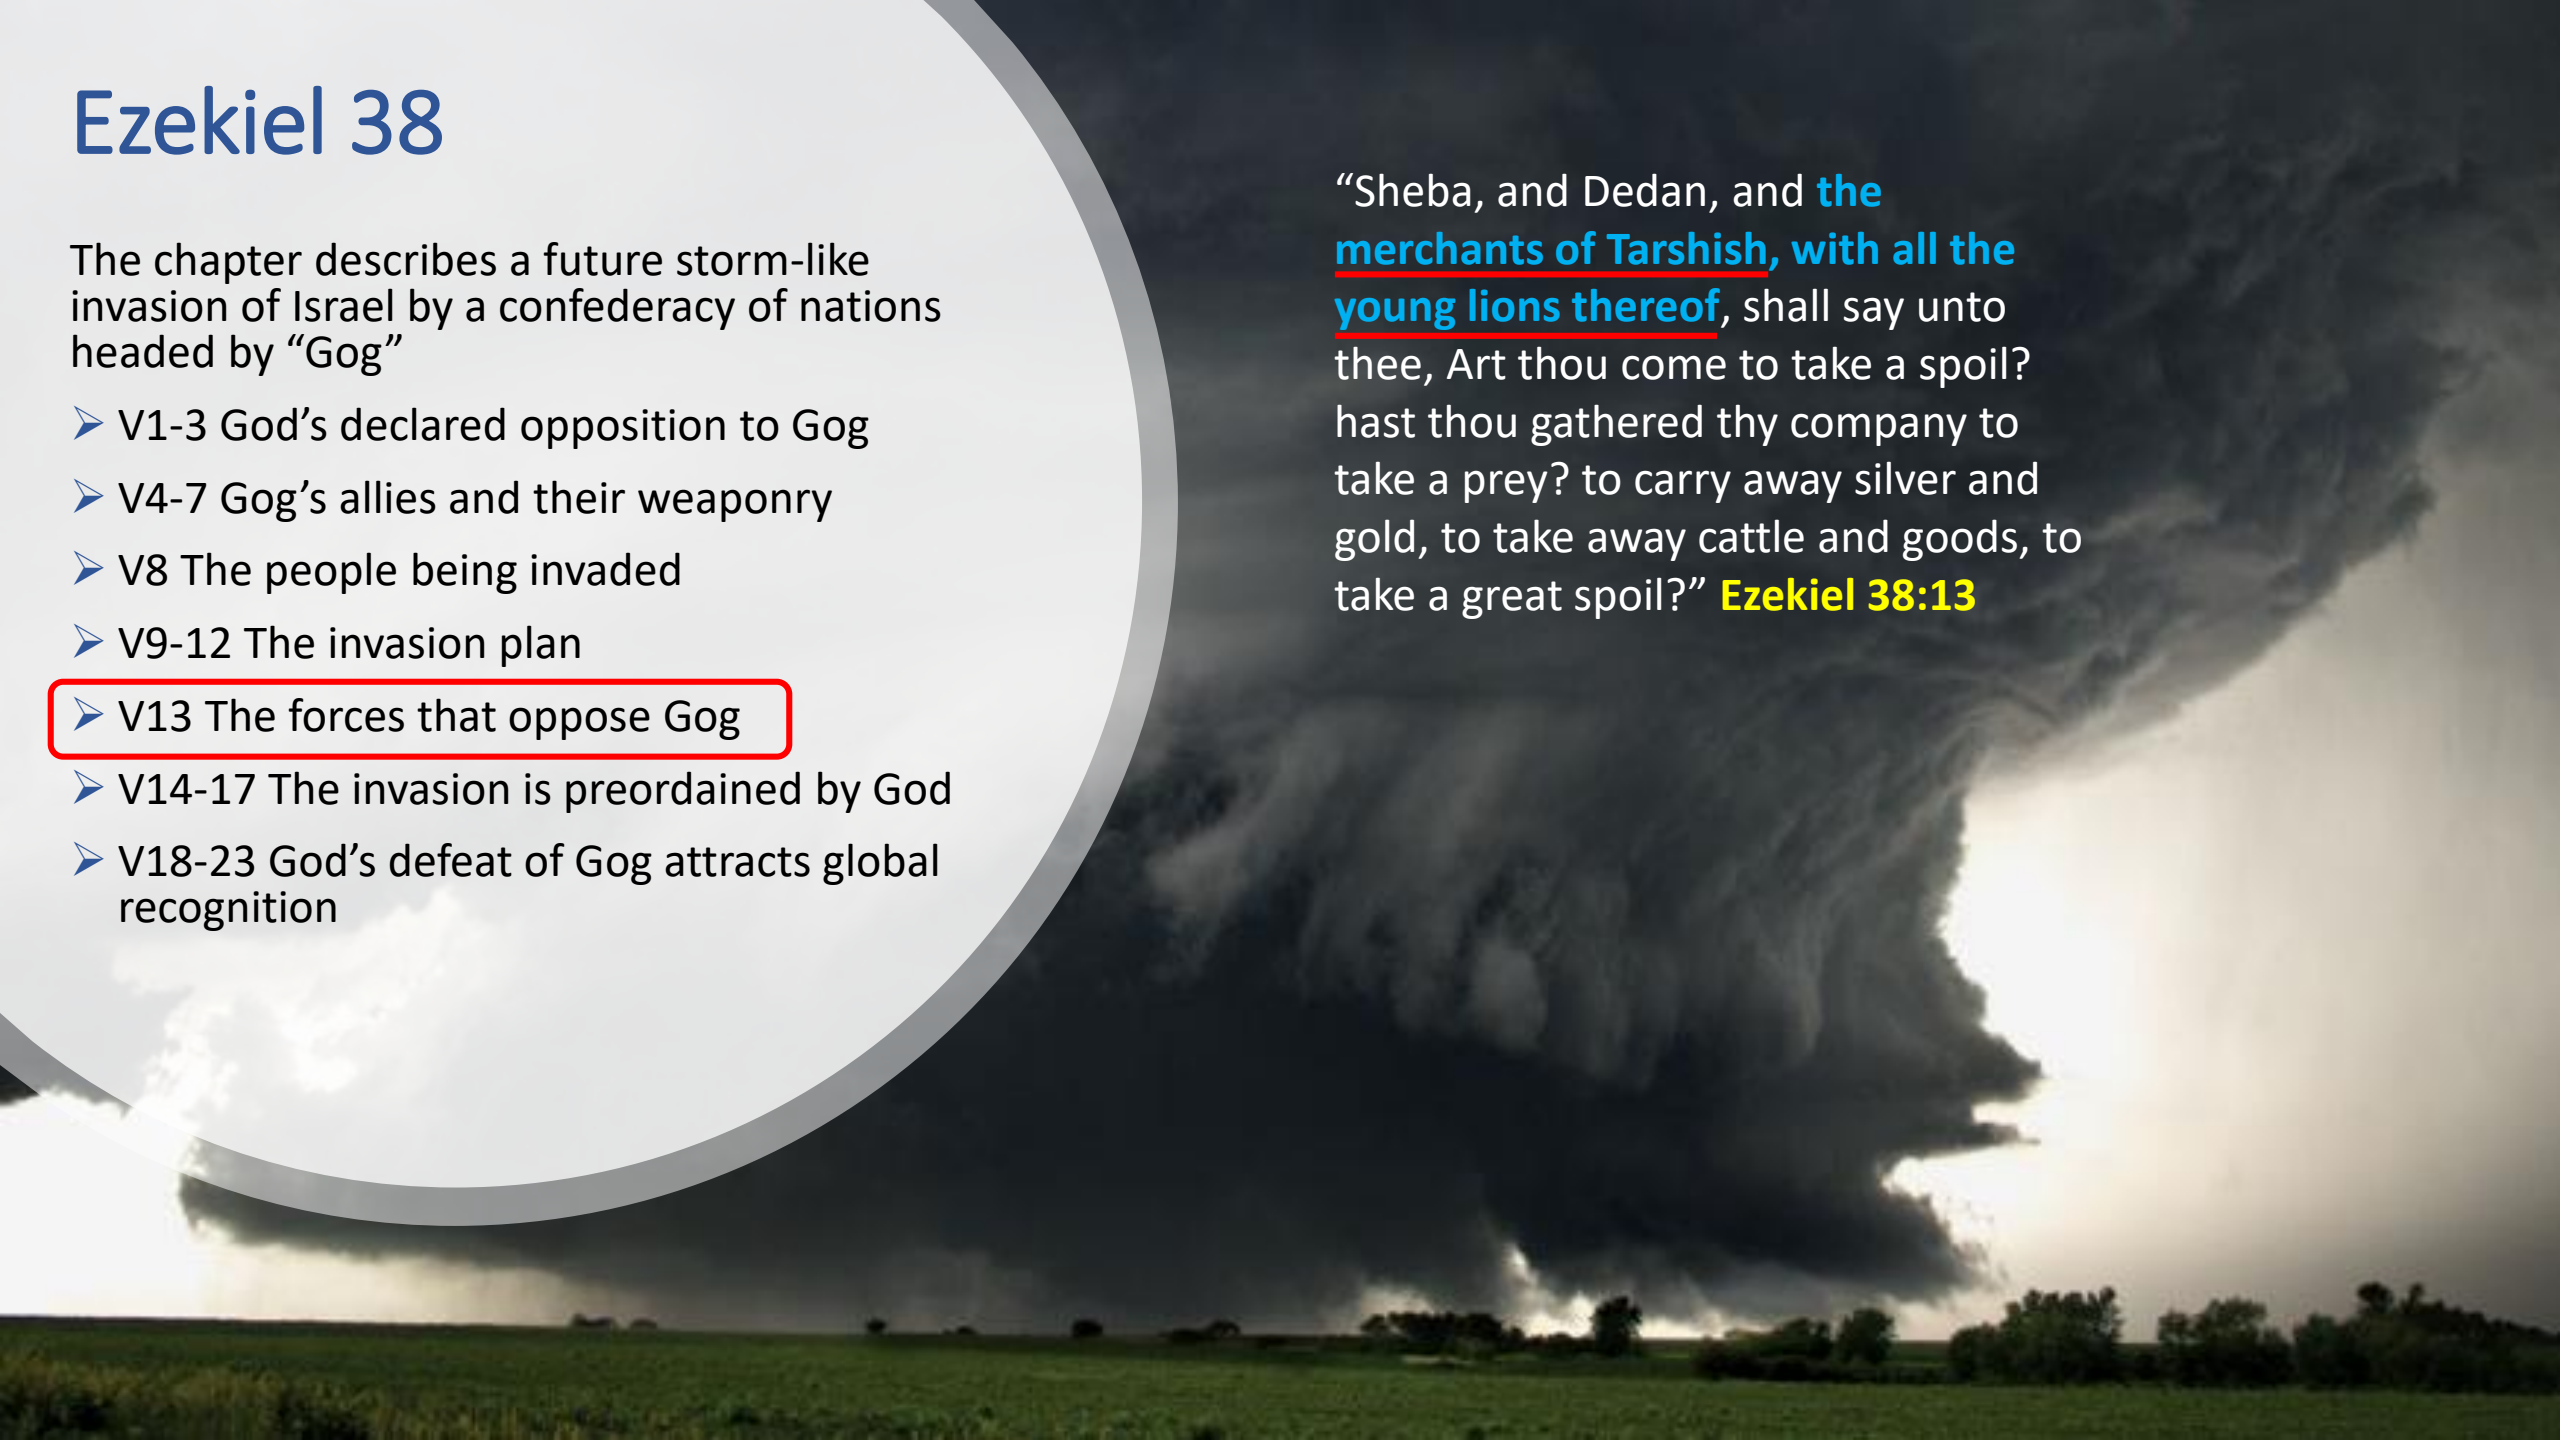 Ezekiel 38
The chapter describes a future storm-like
invasion of Israel by a confederacy of nations
headed by “Gog”
V1-3 God’s declared opposition to Gog
V4-7 Gog’s allies and their weaponry
V8 The people being invaded
V9-12 The invasion plan
V13 The forces that oppose Gog
V14-17 The invasion is preordained by God
V18-23 God’s defeat of Gog attracts global
recognition
“Sheba, and Dedan, and the
merchants of Tarshish, with all the
young lions thereof, shall say unto
thee, Art thou come to take a spoil?
hast thou gathered thy company to
take a prey? to carry away silver and
gold, to take away cattle and goods, to
take a great spoil?” Ezekiel 38:13